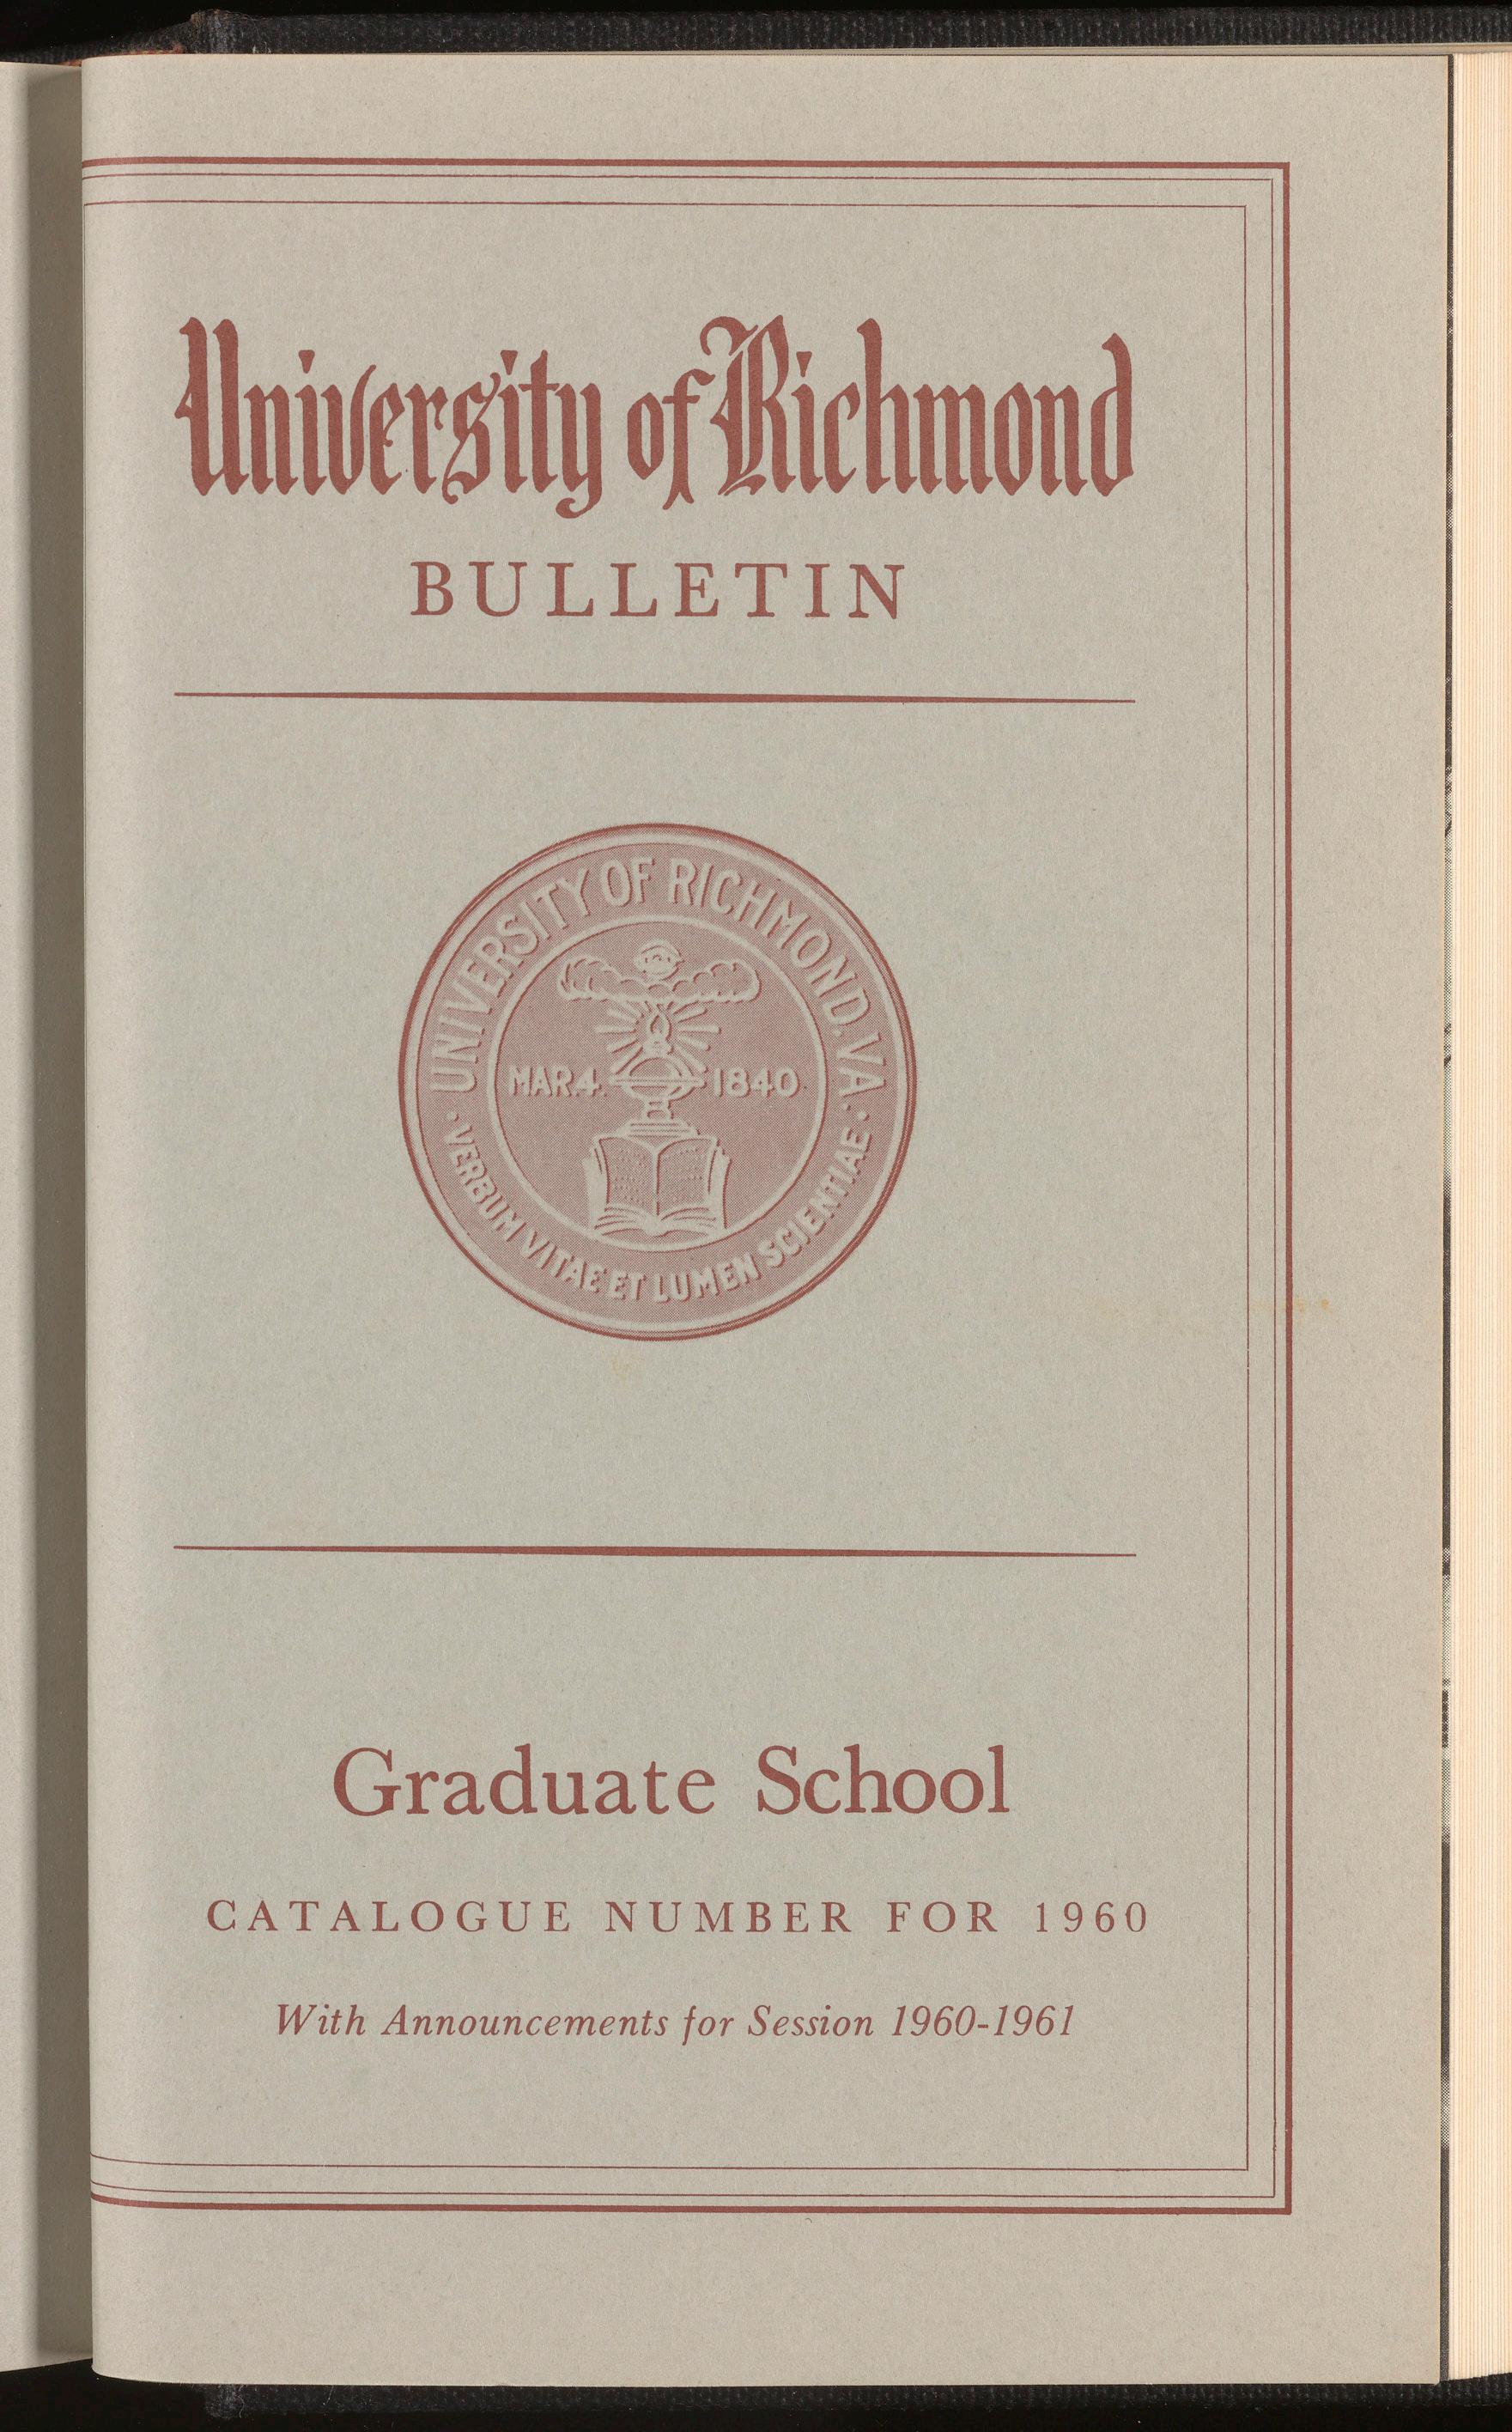 University of Richmond
BULLETIN
UNIVERSITY OF RICHMOND, VA.
MAR. 4. 1840.
• VERBUM VITAE ET LUMEN SCIENTIAE •
Graduate School
CATALOGUE NUMBER FOR 1960
With Announcements for Session 1960-1961